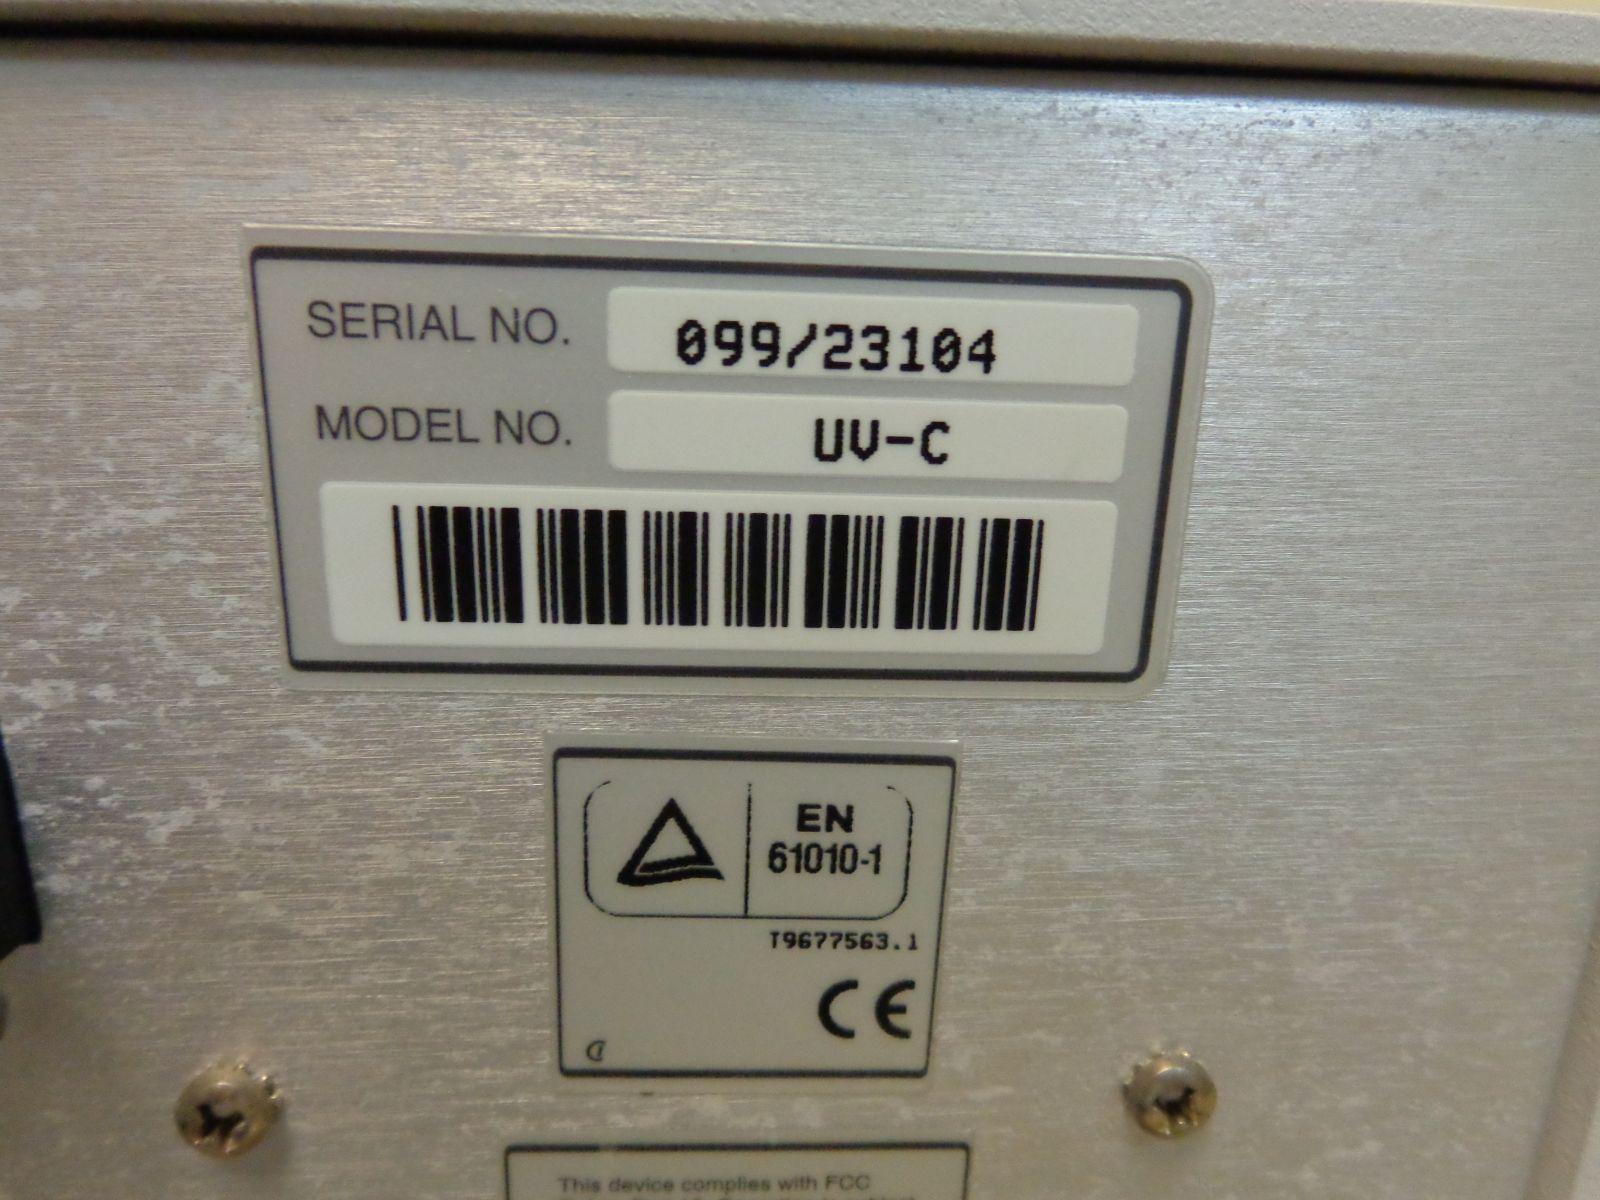 SERIAL NO. 099/23104
MODEL NO. UV-C
EN
61010-1
T9677563.1
CE
This device complies with FCC